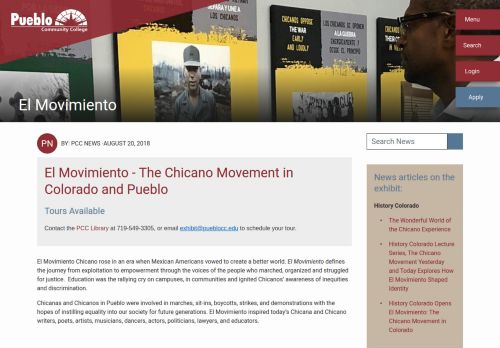 Pueblo
Community College
PARA Y UNE A
LOS CHICANOS
CHICANOS OPPOSE
THE WAR
EARLY AND
LOUDLY
LOS CHICANOS
SE OPONEN
A LA GUERRA
ENERGICAMENTE Y
DESDE EL PRINCIPIO
Menu
Search
Login
Apply
El Movimiento
PN BY: PCC NEWS ·AUGUST 20, 2018
El Movimiento - The Chicano Movement in
Colorado and Pueblo
Tours Available
Contact the PCC Library at 719-549-3305, or email exhibit@pueblocc.edu to schedule your tour.
El Movimiento Chicano rose in an era when Mexican Americans vowed to create a better world. El Movimiento defines
the journey from exploitation to empowerment through the voices of the people who marched, organized and struggled
for justice. Education was the rallying cry on campuses, in communities and ignited Chicanos' awareness of inequities
and discrimination.
Chicanas and Chicanos in Pueblo were involved in marches, sit-ins, boycotts, strikes, and demonstrations with the
hopes of instilling equality into our society for future generations. El Movimiento inspired today's Chicana and Chicano
writers, poets, artists, musicians, dancers, actors, politicians, lawyers, and educators.
Search News
News articles on the
exhibit:
History Colorado
The Wonderful World of
the Chicano Experience
History Colorado Lecture
Series, The Chicano
Movement Yesterday
and Today Explores How
El Movimiento Shaped
Identity
History Colorado Opens
El Movimiento: The
Chicano Movement in
Colorado